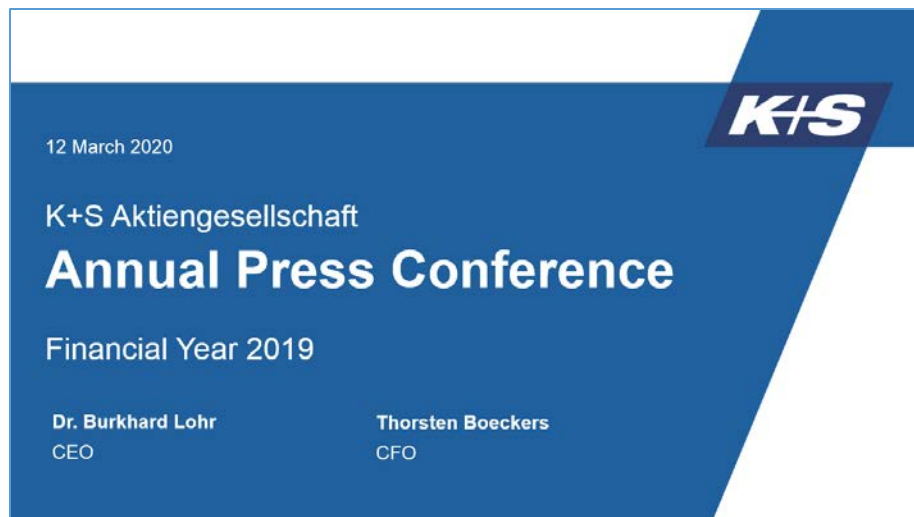 K+S
12 March 2020
K+S Aktiengesellschaft
Annual Press Conference
Financial Year 2019
Dr. Burkhard Lohr
CEO
Thorsten Boeckers
CFO